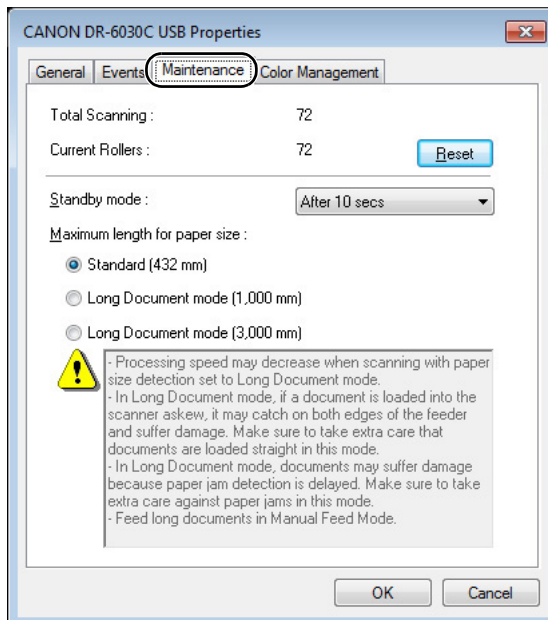 CANON DR-6030C USB Properties
General Events Maintenance Color Management
Total Scanning : 72
Current Rollers : 72 Reset
Standby mode : After 10 secs
Maximum length for paper size :
Standard (432 mm)
Long Document mode (1,000 mm)
Long Document mode (3,000 mm)
- Processing speed may decrease when scanning with paper
size detection set to Long Document mode.
- In Long Document mode, if a document is loaded into the
scanner askew, it may catch on both edges of the feeder
and suffer damage. Make sure to take extra care that
documents are loaded straight in this mode.
- In Long Document mode, documents may suffer damage
because paper jam detection is delayed. Make sure to take
extra care against paper jams in this mode.
- Feed long documents in Manual Feed Mode.
OK Cancel